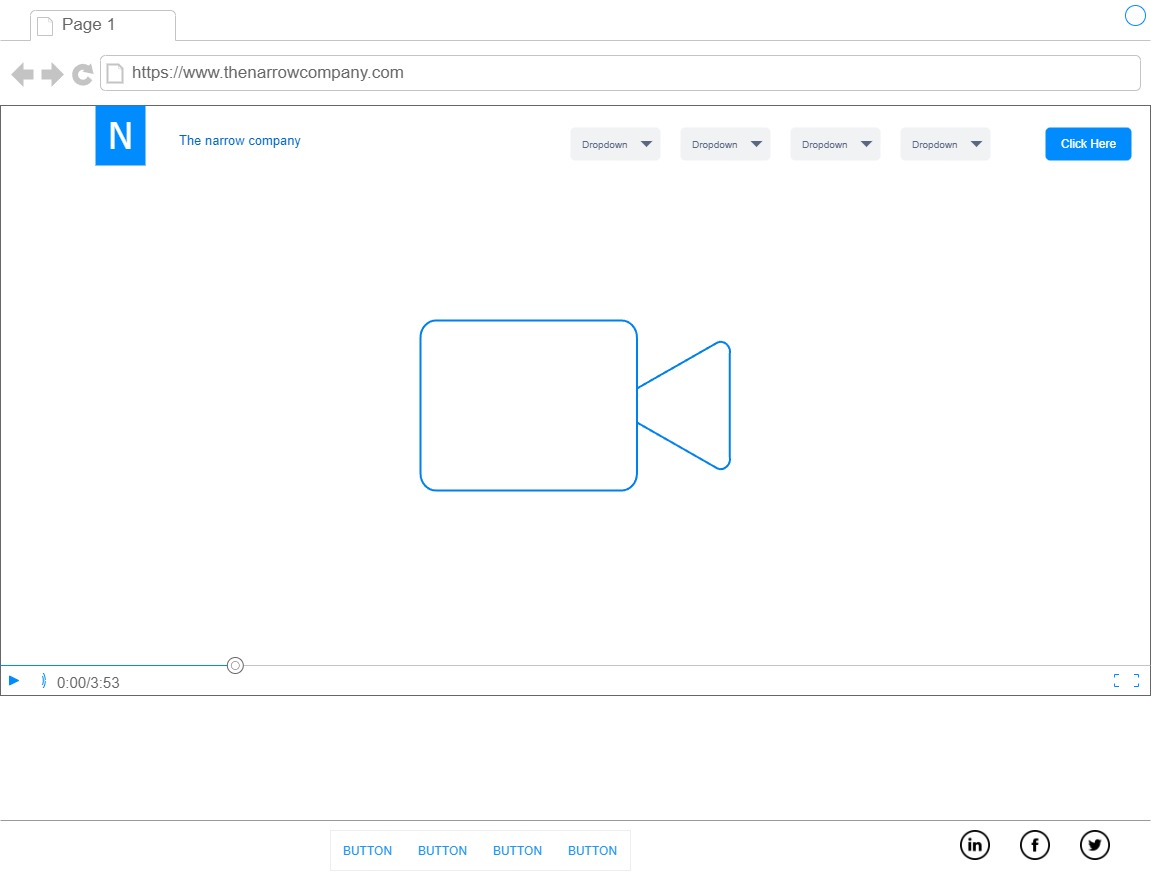 Page 1
https://www.thenarrowcompany.com
N
The narrow company
Dropdown
Dropdown
Dropdown
Dropdown
Click Here
0:00/3:53
BUTTON
BUTTON
BUTTON
BUTTON
in
f